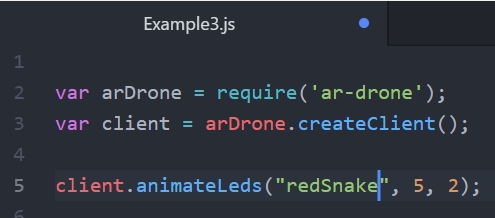 Example3.js
1
2 var arDrone = require('ar-drone');
3 var client = arDrone.createClient();
4
5 client.animateLeds("redSnake", 5, 2);
6